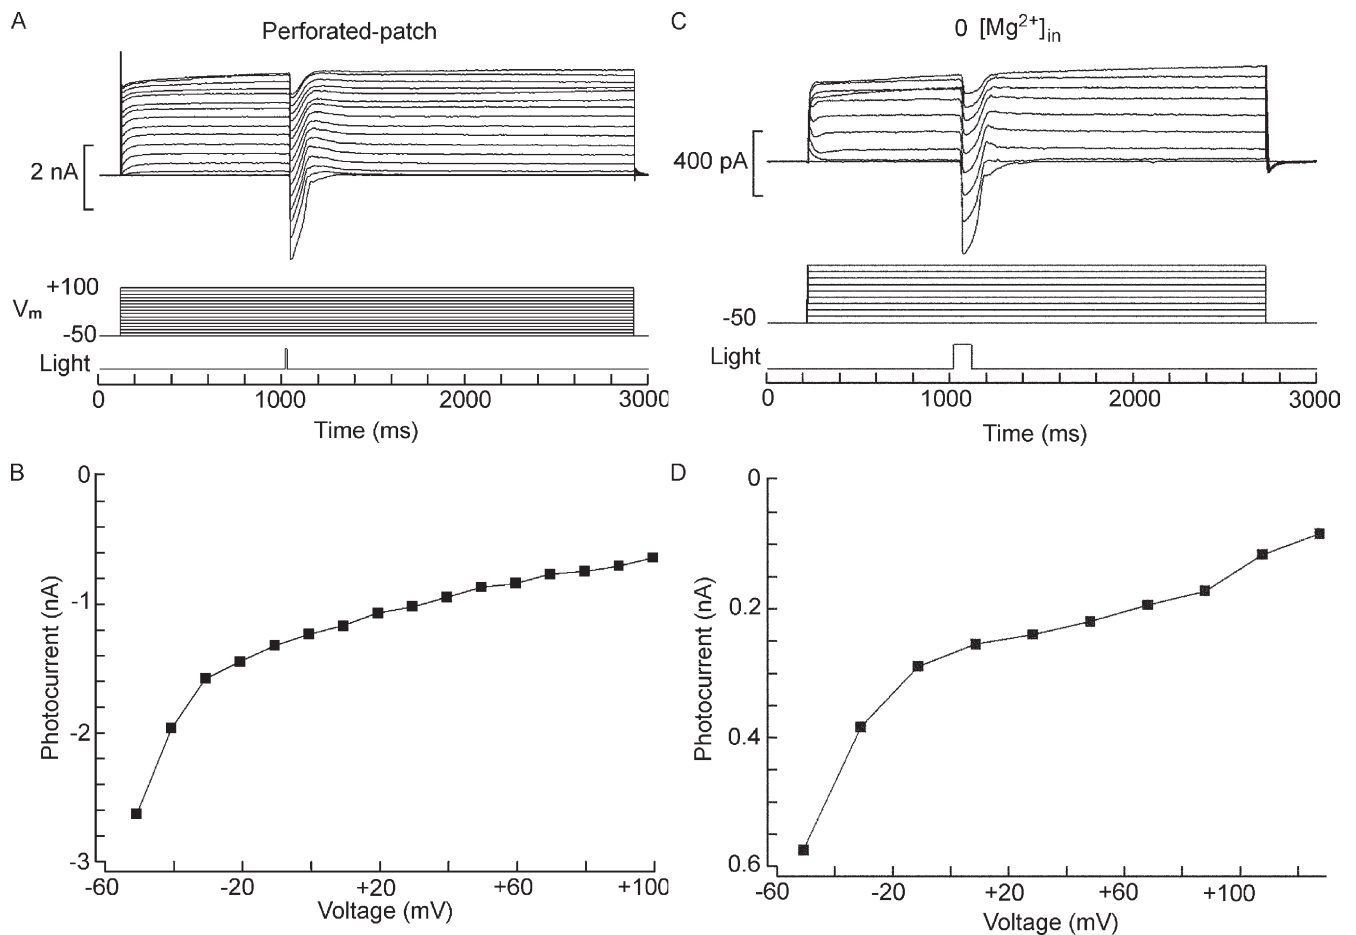 A
Perforated-patch
2 nA
+100
Vm
-50
Light
0 1000 2000 3000
Time (ms)
C
0 [Mg2+]in
400 pA
-50
Light
0 1000 2000 3000
Time (ms)
B
0
-1
-2
-3
Photocurrent (nA)
-60 -20 +20 +60 +100
Voltage (mV)
D
0
0.2
0.4
0.6
Photocurrent (nA)
-60 -20 +20 +60 +100
Voltage (mV)